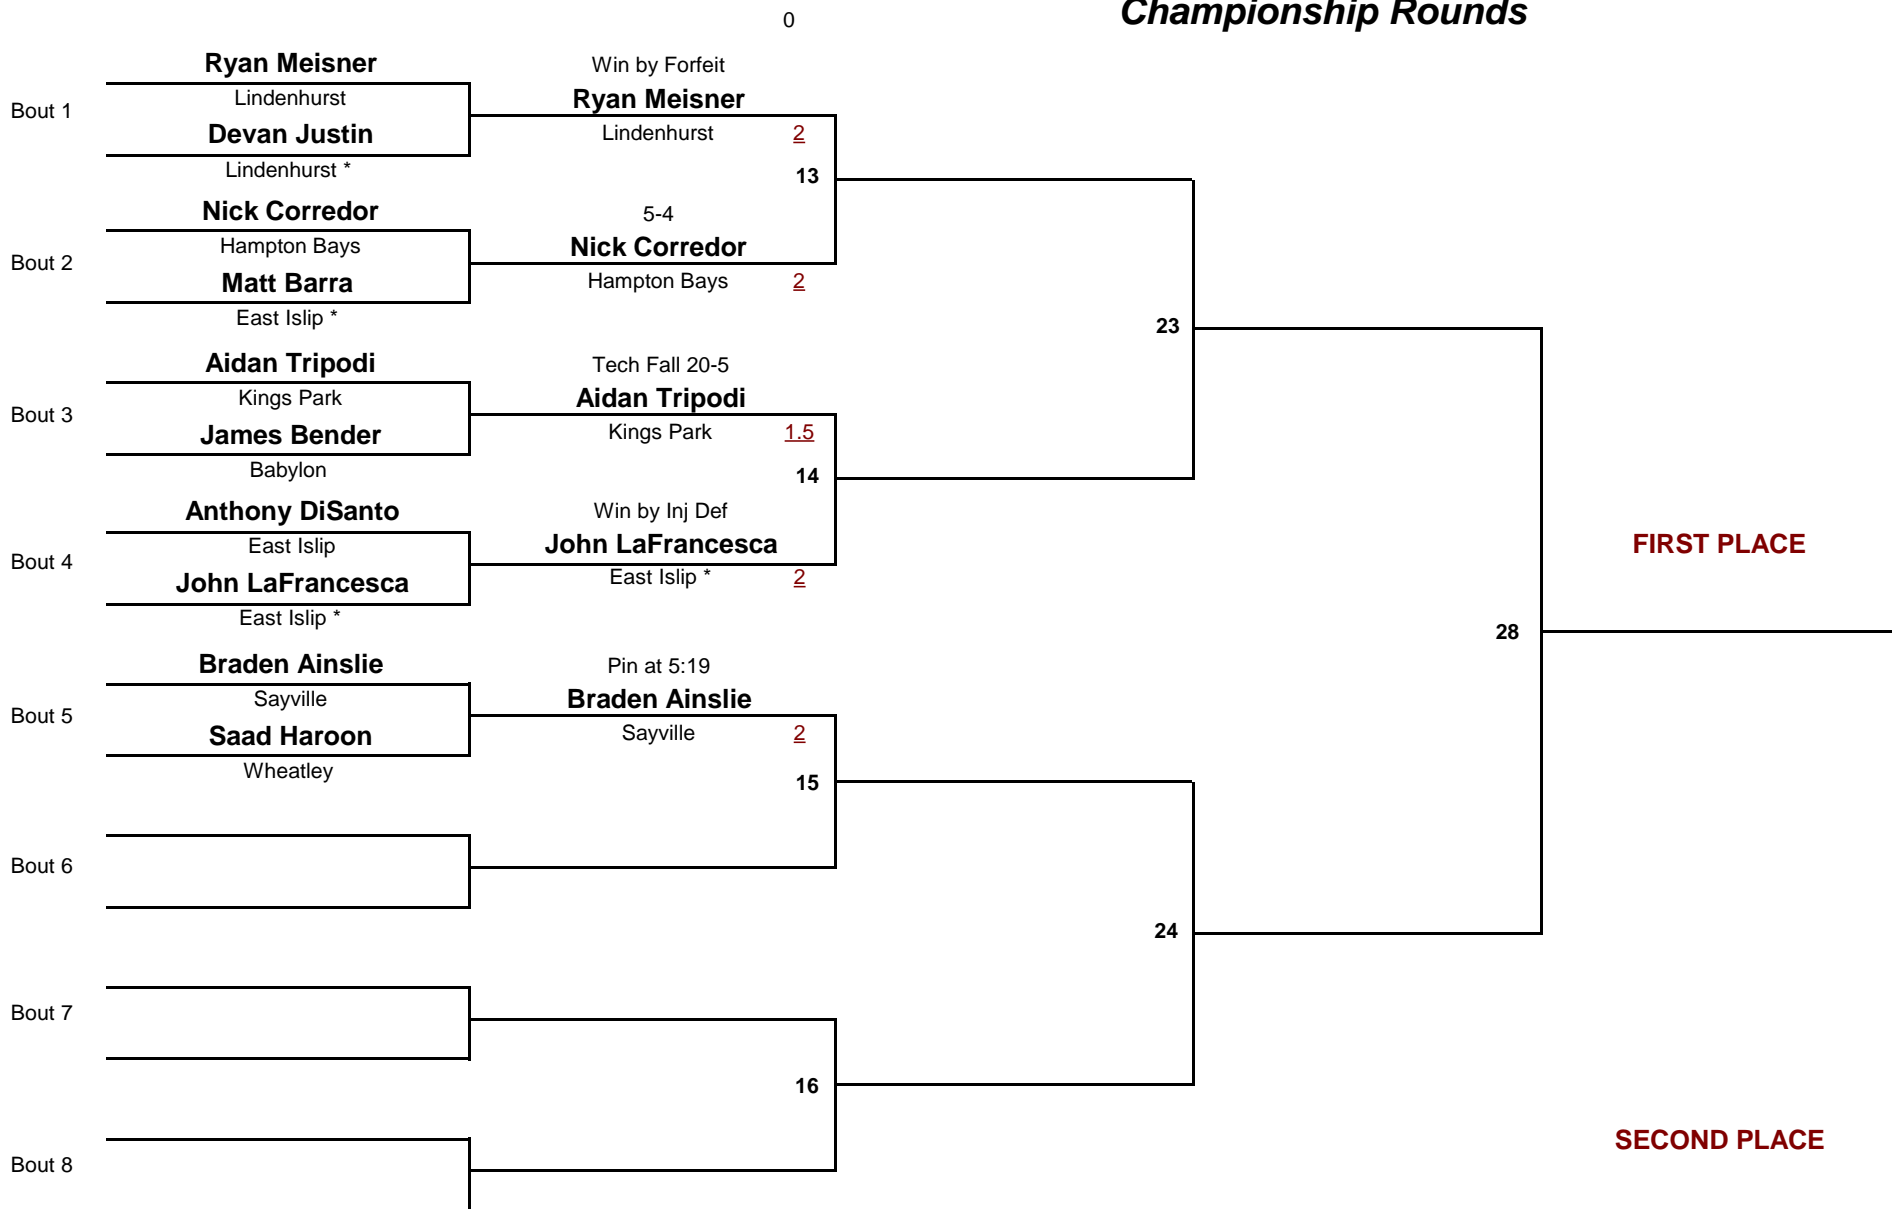 0
Championship Rounds
Ryan Meisner
Win by Forfeit
Lindenhurst
Ryan Meisner
Bout 1
Devan Justin
Lindenhurst 2
Lindenhurst *
13
Nick Corredor
5-4
Hampton Bays
Nick Corredor
Bout 2
Matt Barra
Hampton Bays 2
East Islip *
23
Aidan Tripodi
Tech Fall 20-5
Kings Park
Aidan Tripodi
Bout 3
James Bender
Kings Park 1.5
Babylon
14
Anthony DiSanto
Win by Inj Def
East Islip
John LaFrancesca
FIRST PLACE
Bout 4
John LaFrancesca
East Islip * 2
East Islip *
28
Braden Ainslie
Pin at 5:19
Sayville
Braden Ainslie
Bout 5
Saad Haroon
Sayville 2
Wheatley
15
Bout 6
24
Bout 7
16
SECOND PLACE
Bout 8